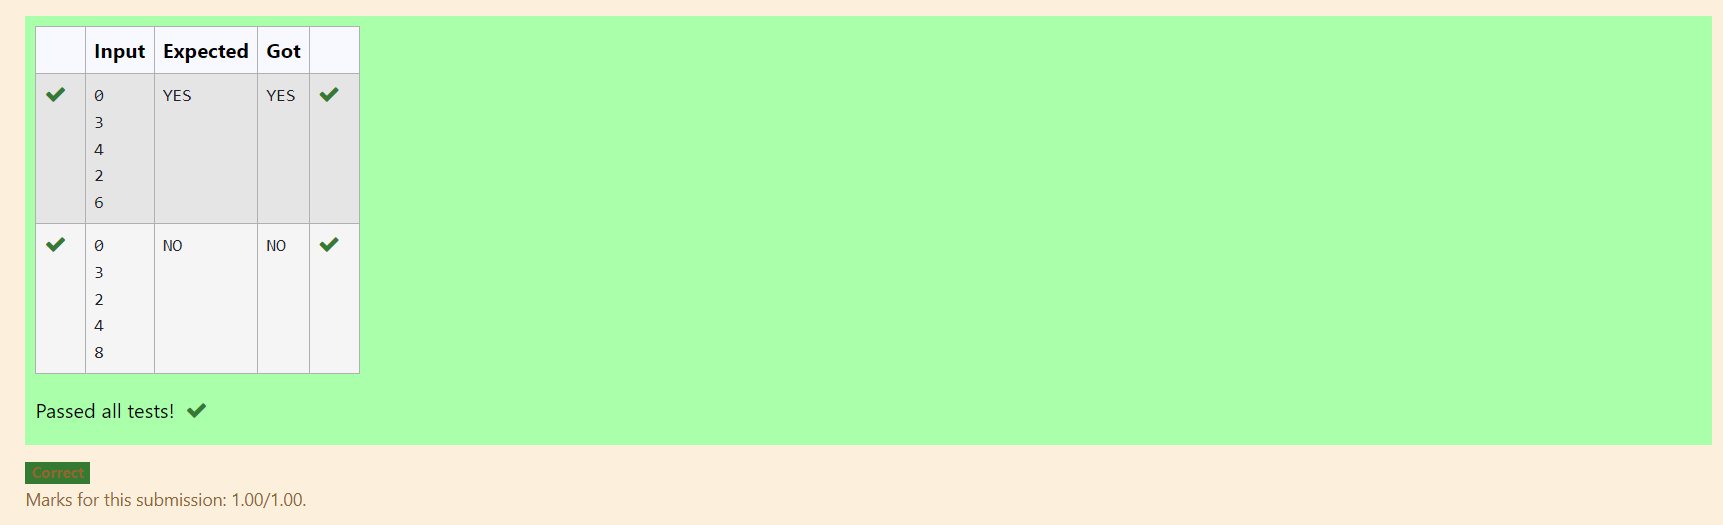 Input Expected Got
0 YES YES
3
4
2
6
0 NO NO
3
2
4
8
Passed all tests!
Correct
Marks for this submission: 1.00/1.00.